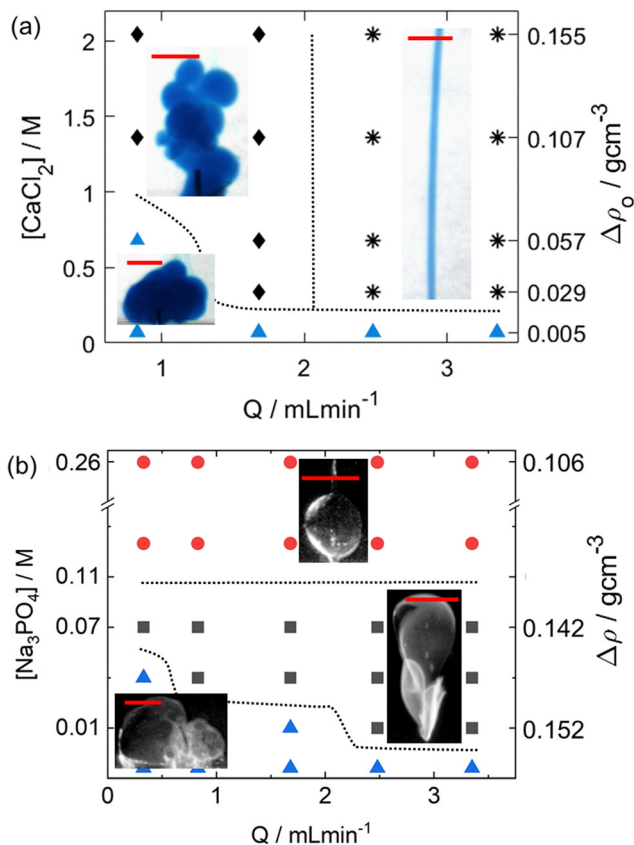 (a)
2
1.5
1
0.5
0
[CaCl₂] / M
0.155
0.107
0.057
0.029
0.005
Δρₒ / gcm⁻³
1 2 3
Q / mLmin⁻¹
(b)
0.26
0.11
0.07
0.01
[Na₃PO₄] / M
0.106
0.142
0.152
Δρ / gcm⁻³
0 1 2 3
Q / mLmin⁻¹